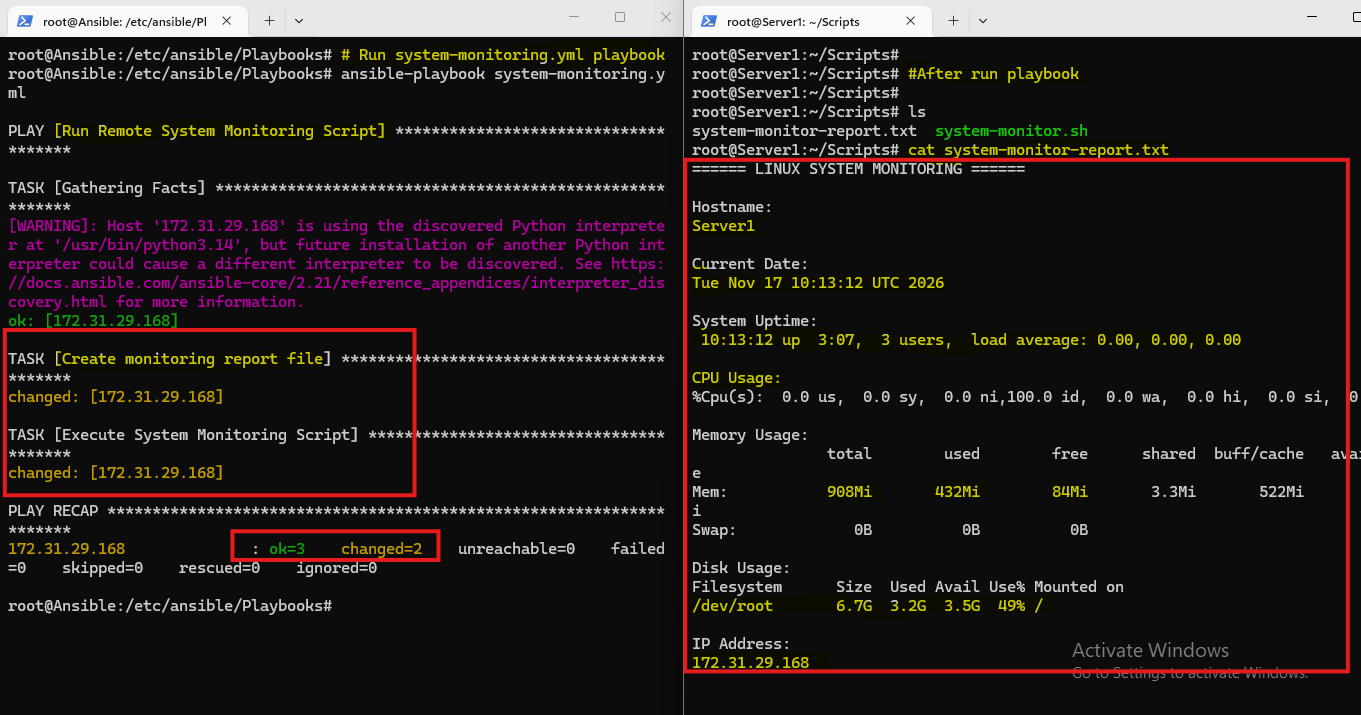 root@Ansible: /etc/ansible/Pl
root@Ansible:/etc/ansible/Playbooks# # Run system-monitoring.yml playbook
root@Ansible:/etc/ansible/Playbooks# ansible-playbook system-monitoring.y
ml
PLAY [Run Remote System Monitoring Script] ******************************
*******
TASK [Gathering Facts] **************************************************
*******
[WARNING]: Host '172.31.29.168' is using the discovered Python interprete
r at '/usr/bin/python3.14', but future installation of another Python int
erpreter could cause a different interpreter to be discovered. See https:
//docs.ansible.com/ansible-core/2.21/reference_appendices/interpreter_dis
covery.html for more information.
ok: [172.31.29.168]
TASK [Create monitoring report file] ************************************
*******
changed: [172.31.29.168]
TASK [Execute System Monitoring Script] *********************************
*******
changed: [172.31.29.168]
PLAY RECAP **************************************************************
*******
172.31.29.168              : ok=3    changed=2    unreachable=0    failed
=0    skipped=0    rescued=0    ignored=0
root@Ansible:/etc/ansible/Playbooks#
root@Server1: ~/Scripts
root@Server1:~/Scripts#
root@Server1:~/Scripts# #After run playbook
root@Server1:~/Scripts#
root@Server1:~/Scripts# ls
system-monitor-report.txt  system-monitor.sh
root@Server1:~/Scripts# cat system-monitor-report.txt
====== LINUX SYSTEM MONITORING ======
Hostname:
Server1
Current Date:
Tue Nov 17 10:13:12 UTC 2026
System Uptime:
 10:13:12 up  3:07,  3 users,  load average: 0.00, 0.00, 0.00
CPU Usage:
%Cpu(s):  0.0 us,  0.0 sy,  0.0 ni,100.0 id,  0.0 wa,  0.0 hi,  0.0 si,  0
Memory Usage:
               total        used        free      shared  buff/cache   ava
e
Mem:           908Mi       432Mi        84Mi       3.3Mi       522Mi
i
Swap:             0B          0B          0B
Disk Usage:
Filesystem      Size  Used Avail Use% Mounted on
/dev/root       6.7G  3.2G  3.5G  49% /
IP Address:
172.31.29.168
Activate Windows
Go to Settings to activate Windows.